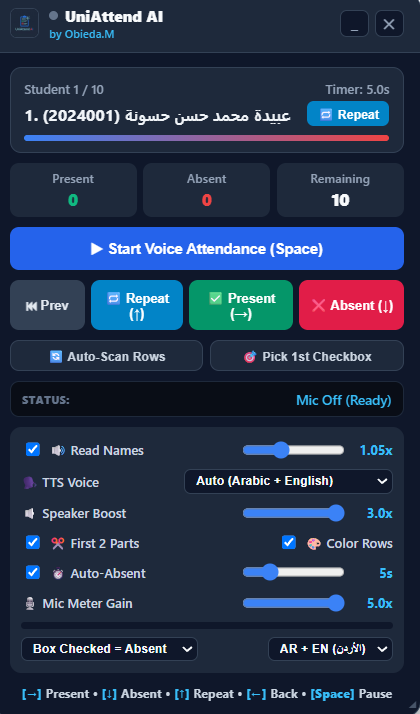 UniAttend AI
by Obieda.M
Student 1 / 10
Timer: 5.0s
1. (2024001) عبيدة محمد حسن حسونة
Repeat
Present
Absent
Remaining
0
0
10
Start Voice Attendance (Space)
Prev
Repeat
(↑)
Present
(→)
Absent (↓)
Auto-Scan Rows
Pick 1st Checkbox
STATUS:
Mic Off (Ready)
Read Names
1.05x
TTS Voice
Auto (Arabic + English)
Speaker Boost
3.0x
First 2 Parts
Color Rows
Auto-Absent
5s
Mic Meter Gain
5.0x
Box Checked = Absent
AR + EN (الأردن)
[→] Present • [↓] Absent • [↑] Repeat • [←] Back • [Space] Pause